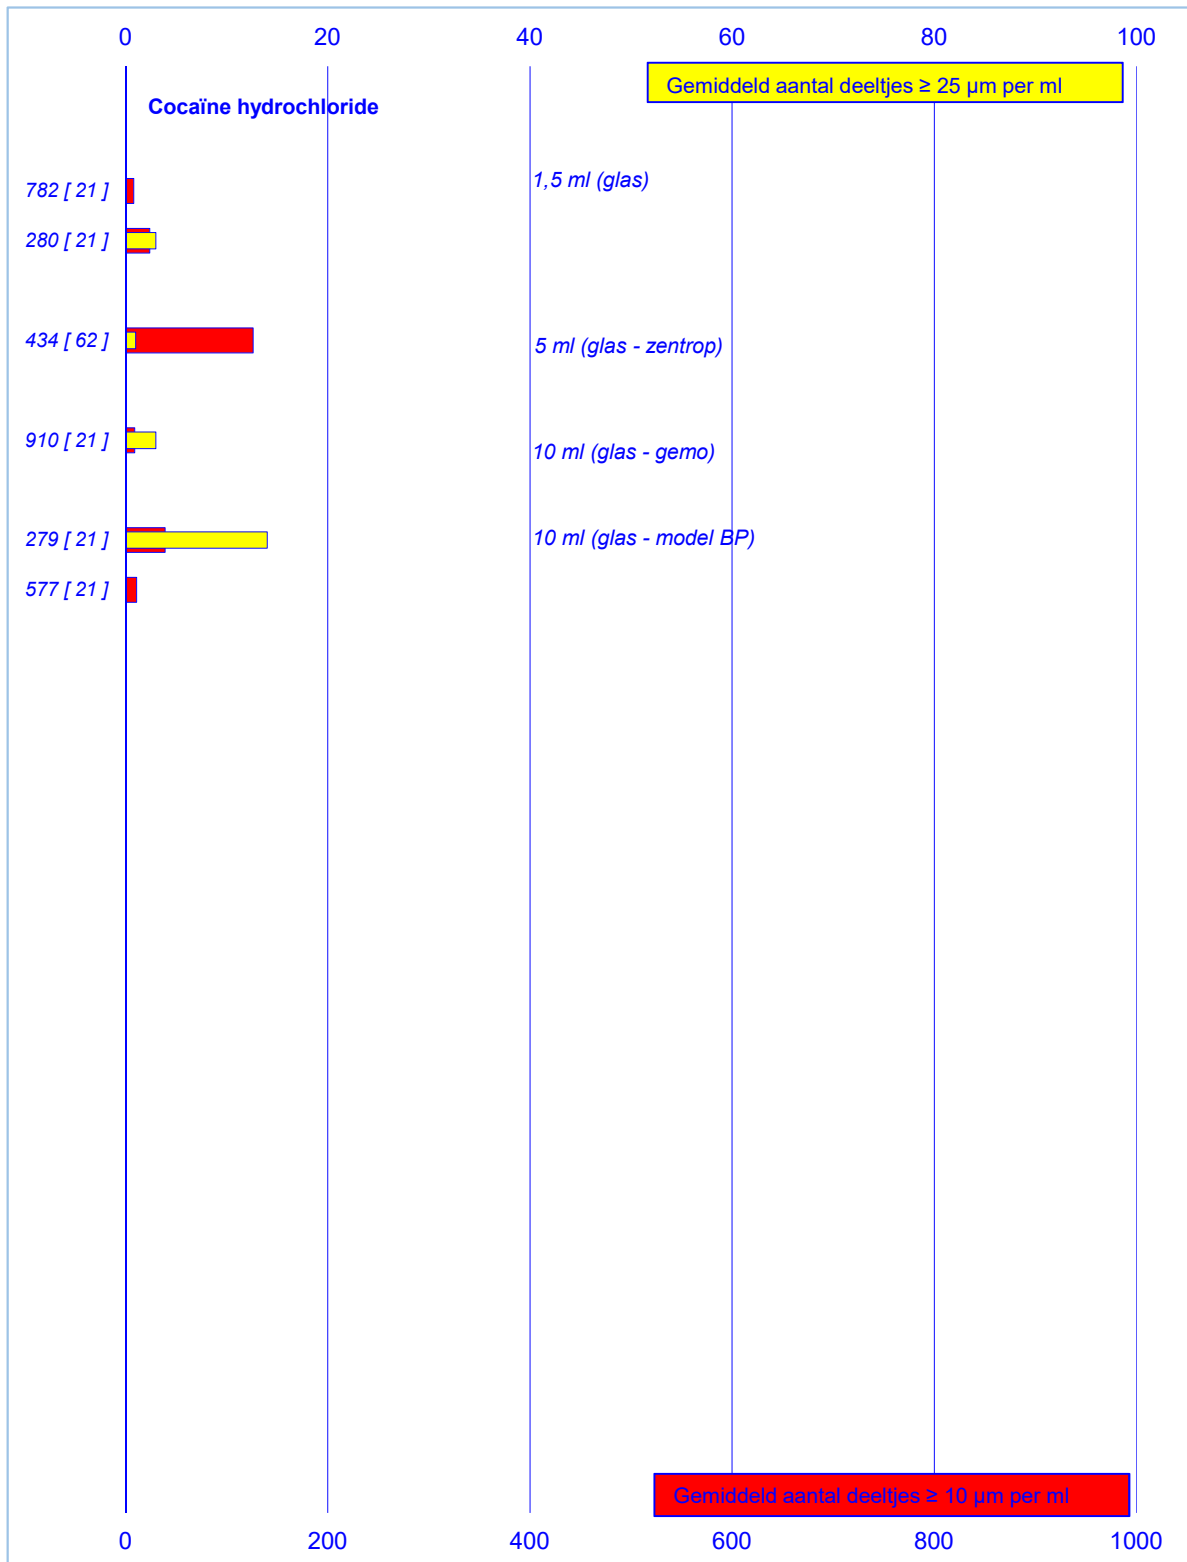 0 20 40 60 80 100
Gemiddeld aantal deeltjes ≥ 25 µm per ml
Cocaïne hydrochloride
782 [ 21 ] 1,5 ml (glas)
280 [ 21 ]
434 [ 62 ] 5 ml (glas - zentrop)
910 [ 21 ] 10 ml (glas - gemo)
279 [ 21 ] 10 ml (glas - model BP)
577 [ 21 ]
Gemiddeld aantal deeltjes ≥ 10 µm per ml
0 200 400 600 800 1000